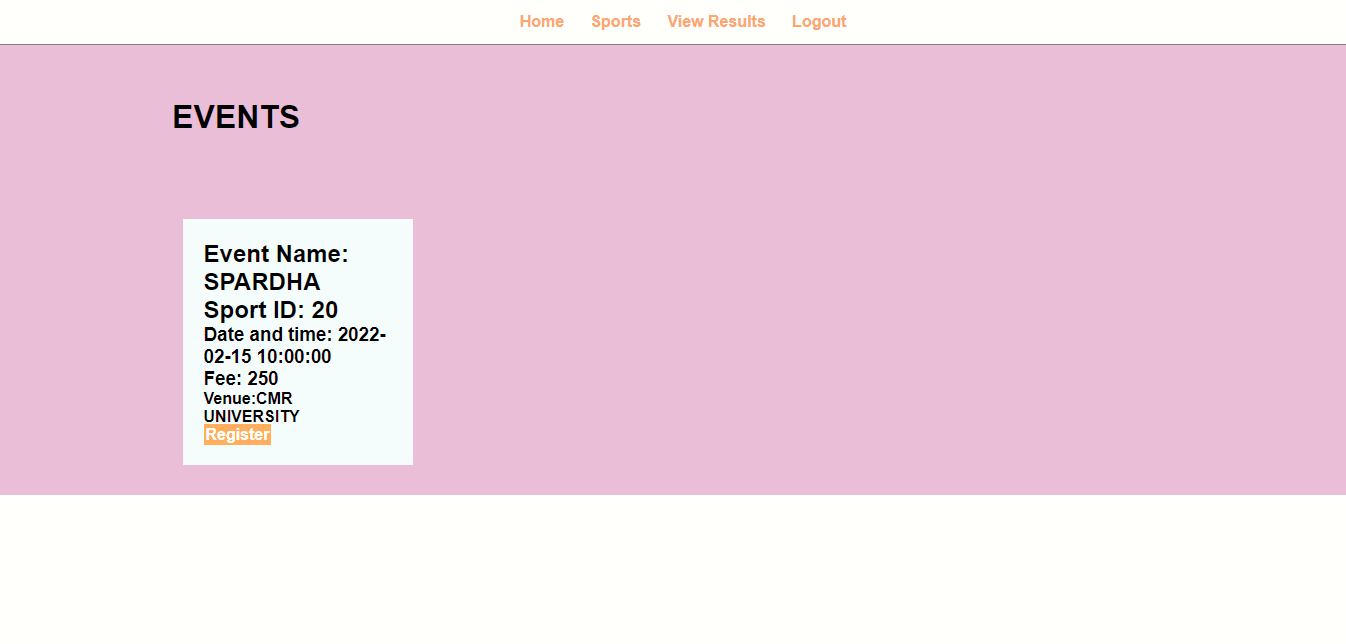 Home Sports View Results Logout
EVENTS
Event Name:
SPARDHA
Sport ID: 20
Date and time: 2022-
02-15 10:00:00
Fee: 250
Venue:CMR
UNIVERSITY
Register